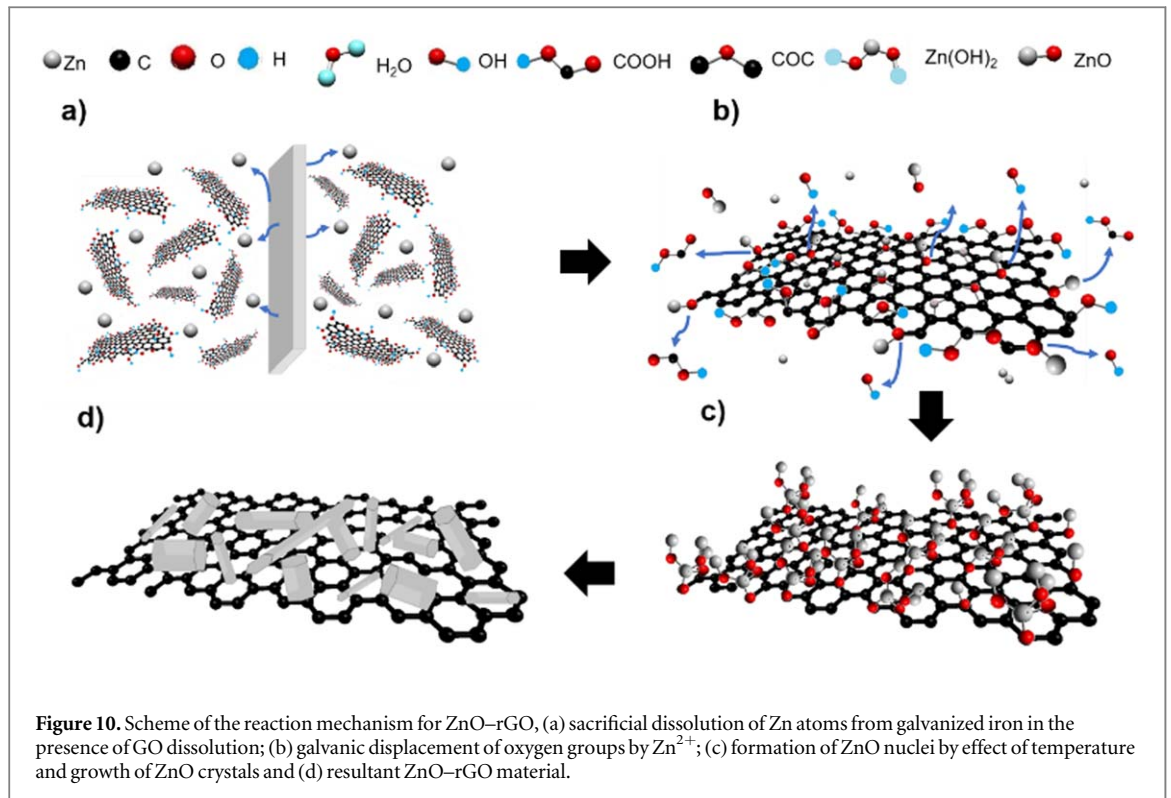 Zn C O H H2O OH COOH COC Zn(OH)2 ZnO
a) b)
d) c)
Figure 10. Scheme of the reaction mechanism for ZnO–rGO, (a) sacrificial dissolution of Zn atoms from galvanized iron in the
presence of GO dissolution; (b) galvanic displacement of oxygen groups by Zn2+; (c) formation of ZnO nuclei by effect of temperature
and growth of ZnO crystals and (d) resultant ZnO–rGO material.